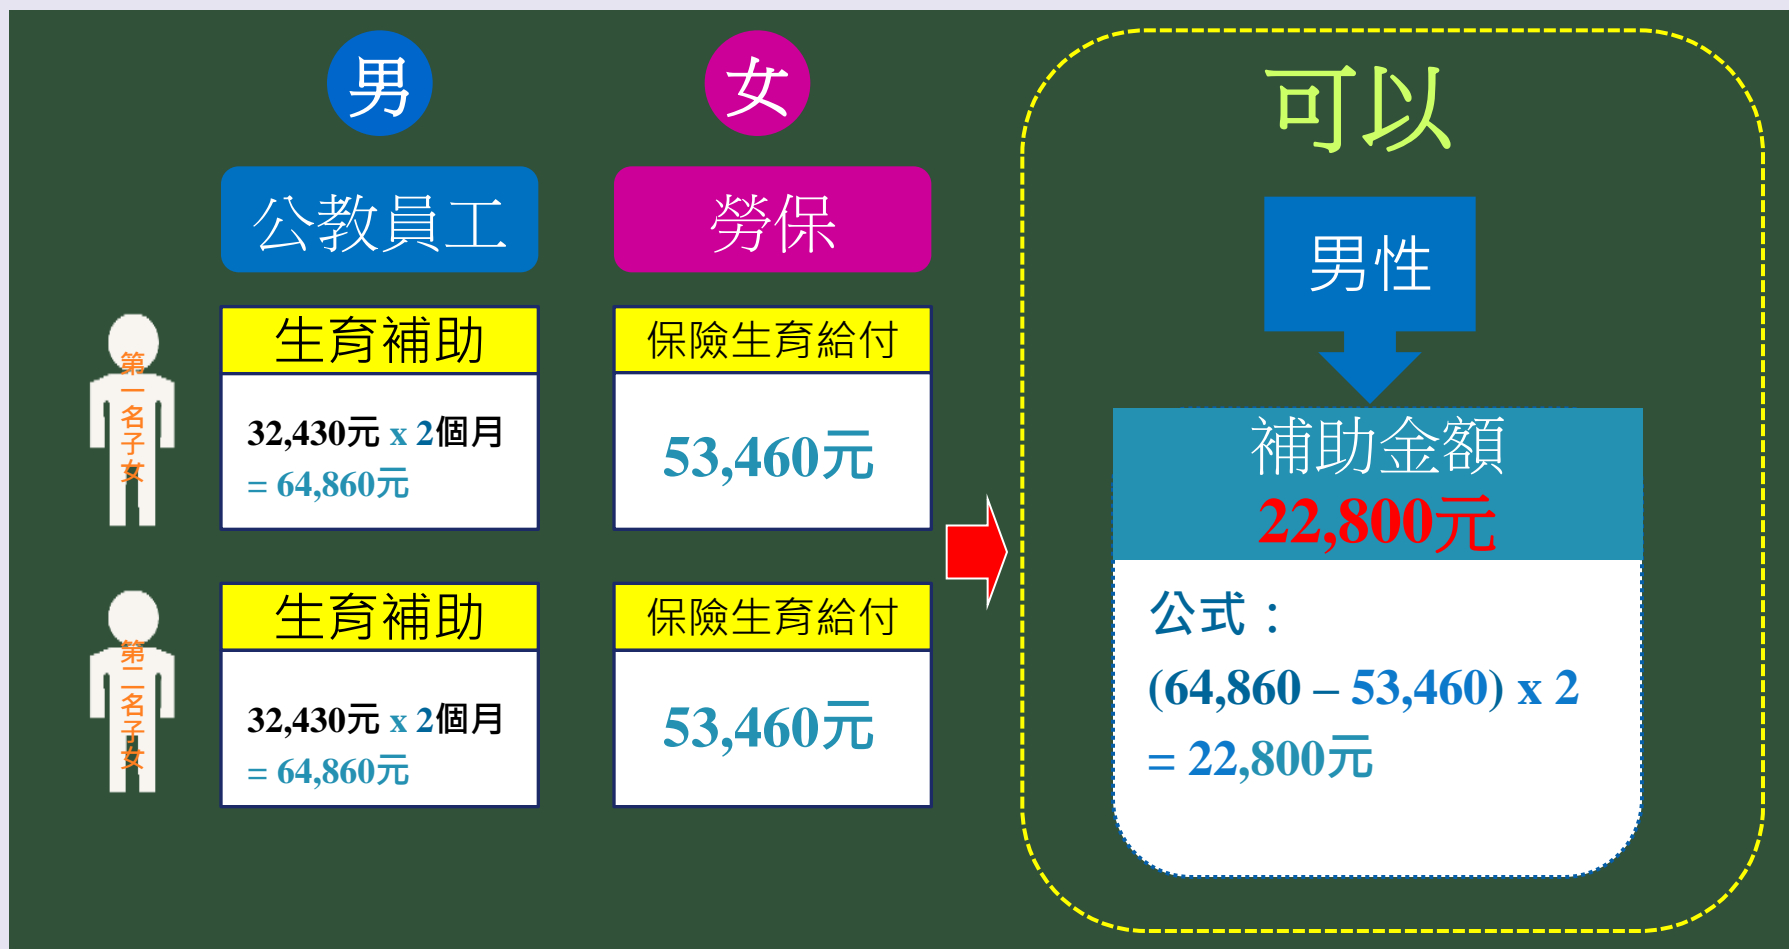 男
女
公教員工
勞保
第一名子女
生育補助
32,430元 x 2個月
= 64,860元
保險生育給付
53,460元
第二名子女
生育補助
32,430元 x 2個月
= 64,860元
保險生育給付
53,460元
可以
男性
補助金額
22,800元
公式：
(64,860 – 53,460) x 2
= 22,800元